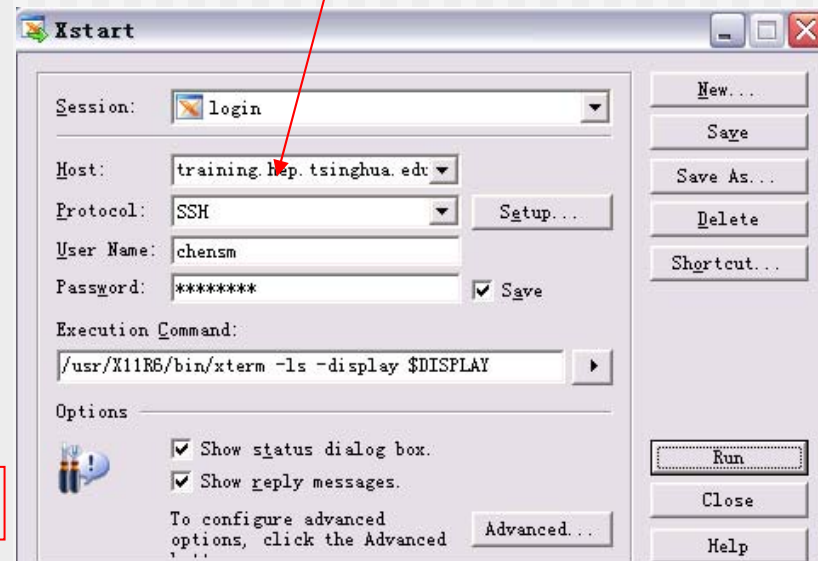 Xstart
Session: login
Host: training.hep.tsinghua.edu
Protocol: SSH Setup...
User Name: chensm
Password: ******** Save
Execution Command:
/usr/X11R6/bin/xterm -ls -display $DISPLAY
Options
Show status dialog box.
Show reply messages.
To configure advanced
options, click the Advanced
Advanced...
New...
Save
Save As...
Delete
Shortcut...
Run
Close
Help